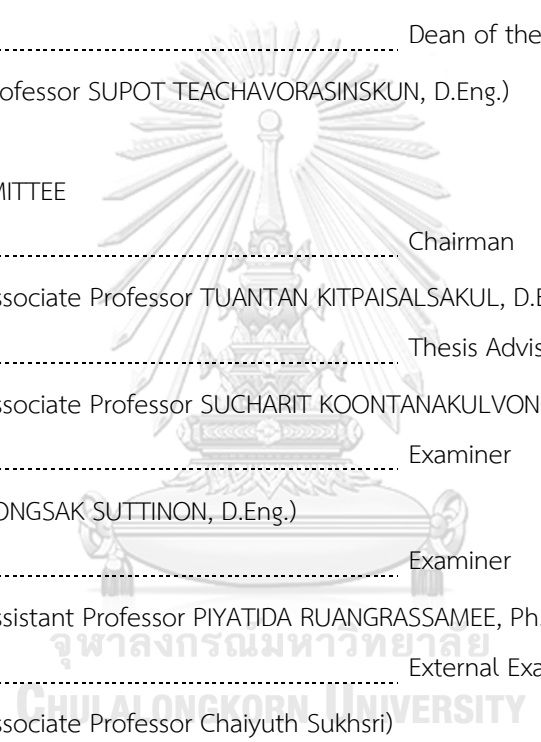 Dean of the
ofessor SUPOT TEACHAVORASINSKUN, D.Eng.)
MITTEE
Chairman
ssociate Professor TUANTAN KITPAISALSAKUL, D.E
Thesis Advis
ssociate Professor SUCHARIT KOONTANAKULVON
Examiner
ONGSAK SUTTINON, D.Eng.)
Examiner
ssistant Professor PIYATIDA RUANGRASSAMEE, Ph.
จุฬาลงกรณ์มหาวิทยาลัย
External Exa
CHULALONGKORN UNIVERSITY
ssociate Professor Chaiyuth Sukhsri)